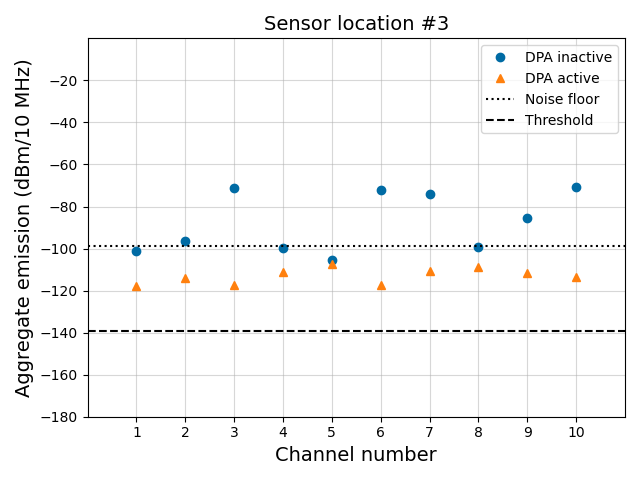 Sensor location #3
DPA inactive
DPA active
Noise floor
Threshold
Aggregate emission (dBm/10 MHz)
−20
−40
−60
−80
−100
−120
−140
−160
−180
1 2 3 4 5 6 7 8 9 10
Channel number